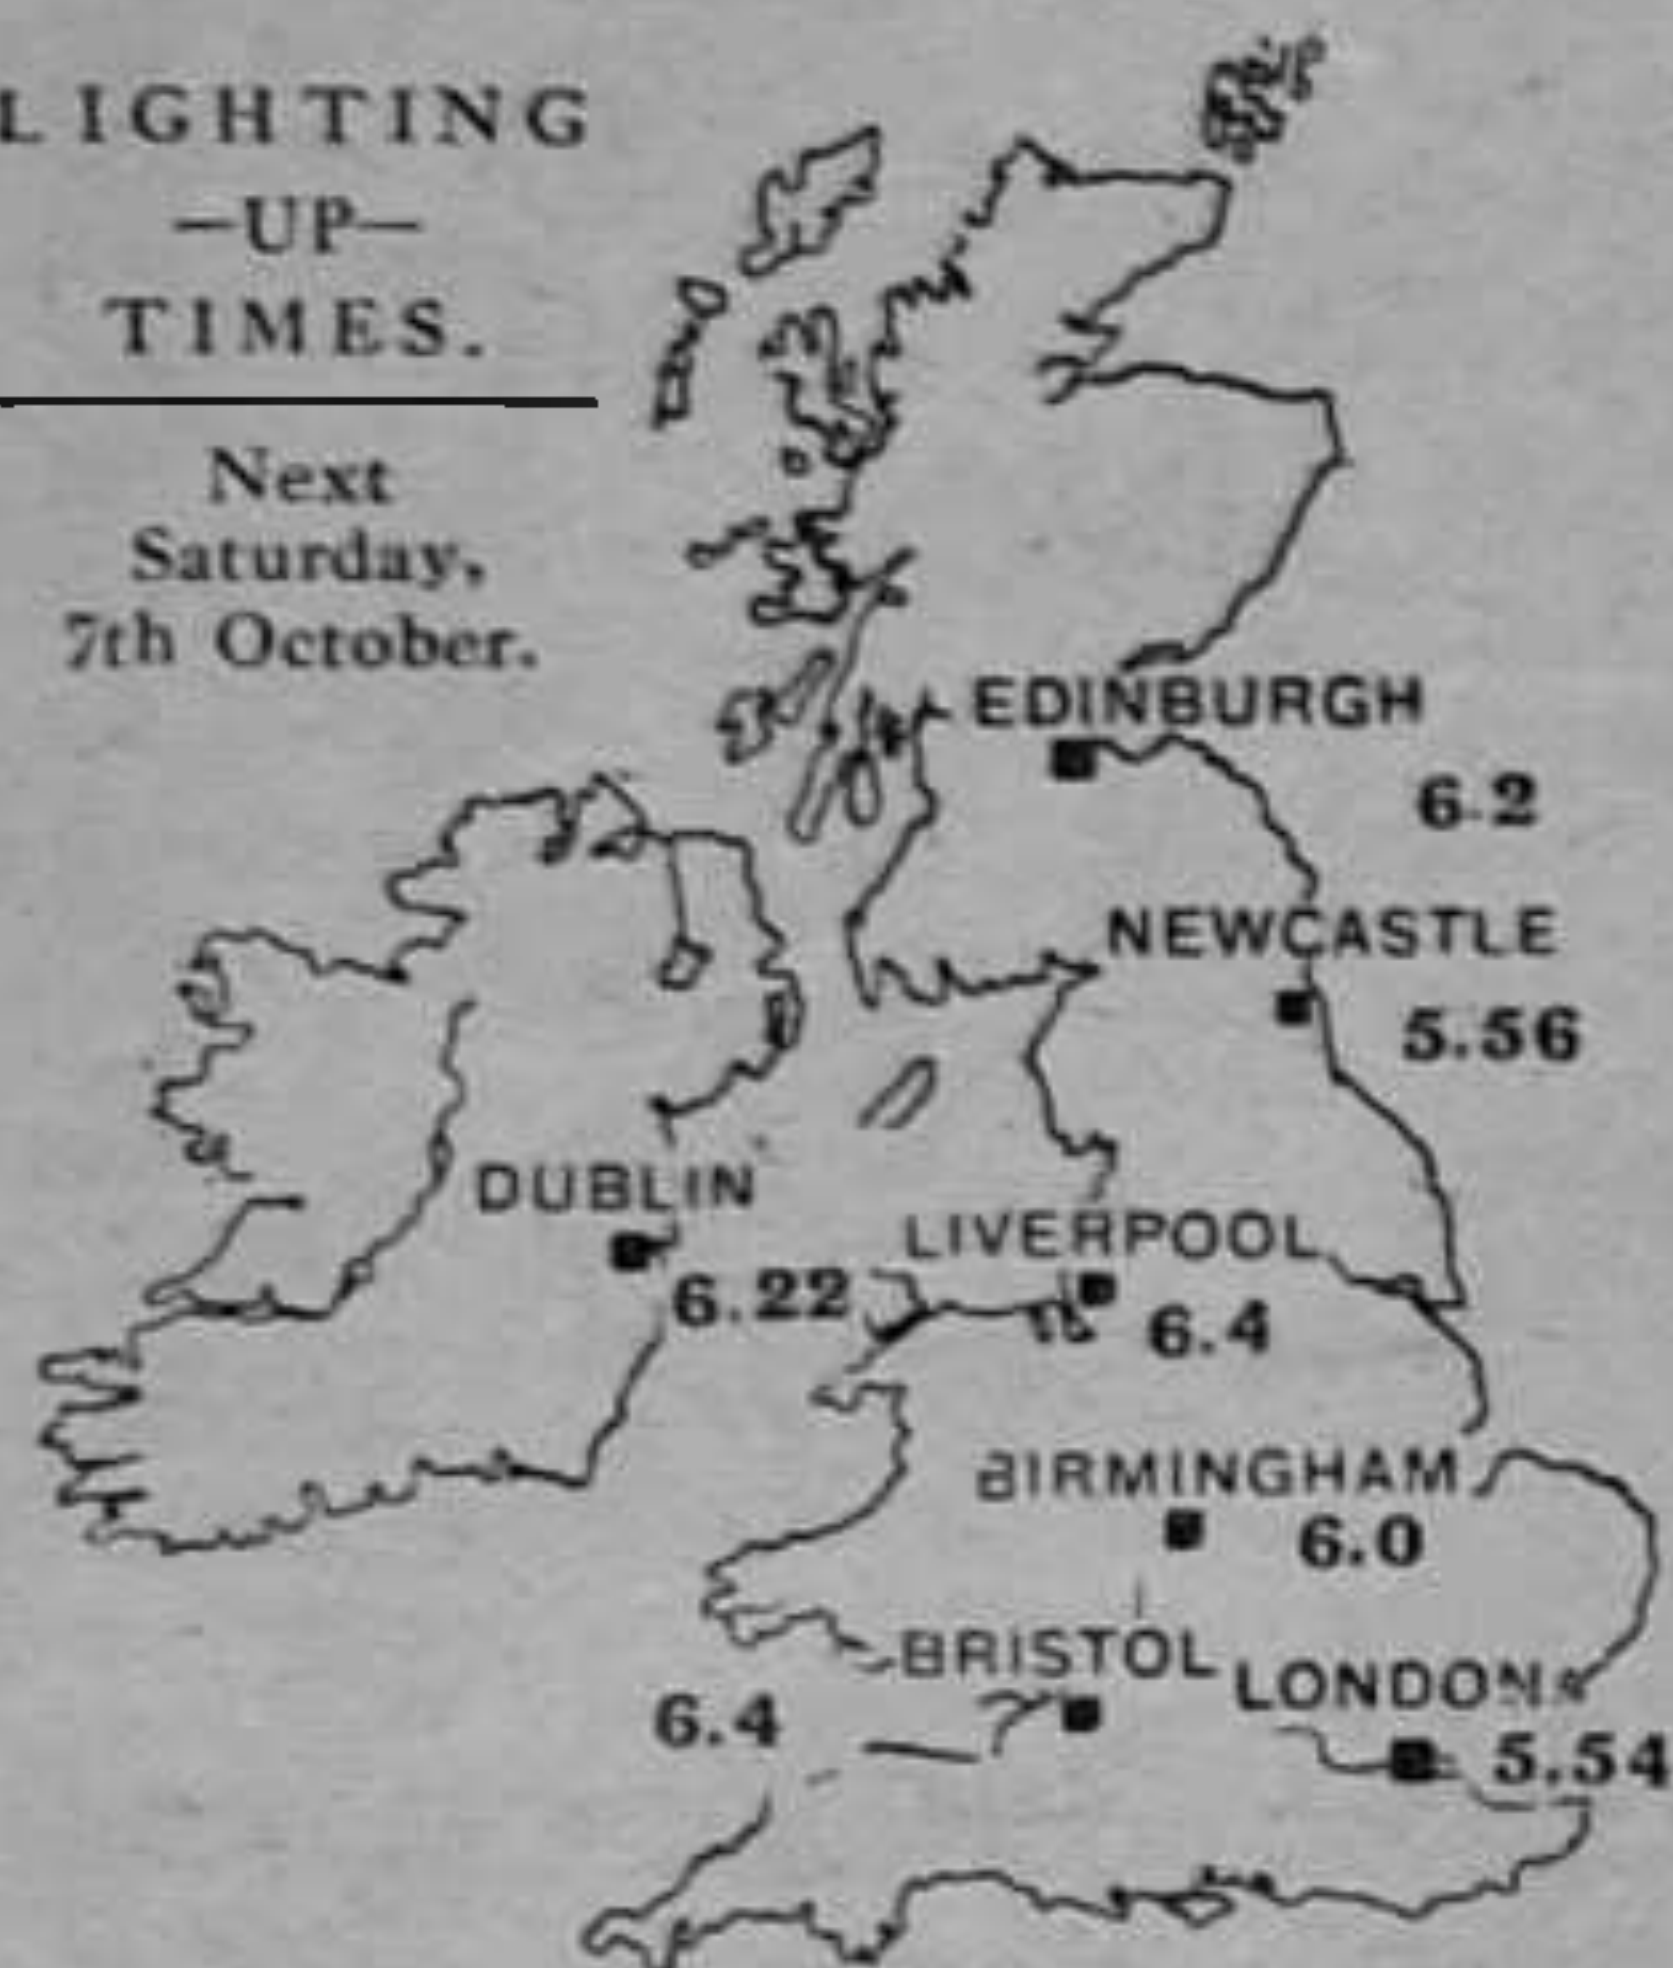 LIGHTING
—UP—
TIMES.
Next
Saturday,
7th October.
EDINBURGH
6.2
NEWCASTLE
5.56
DUBLIN
6.22
LIVERPOOL
6.4
BIRMINGHAM
6.0
BRISTOL
6.4
LONDON
5.54